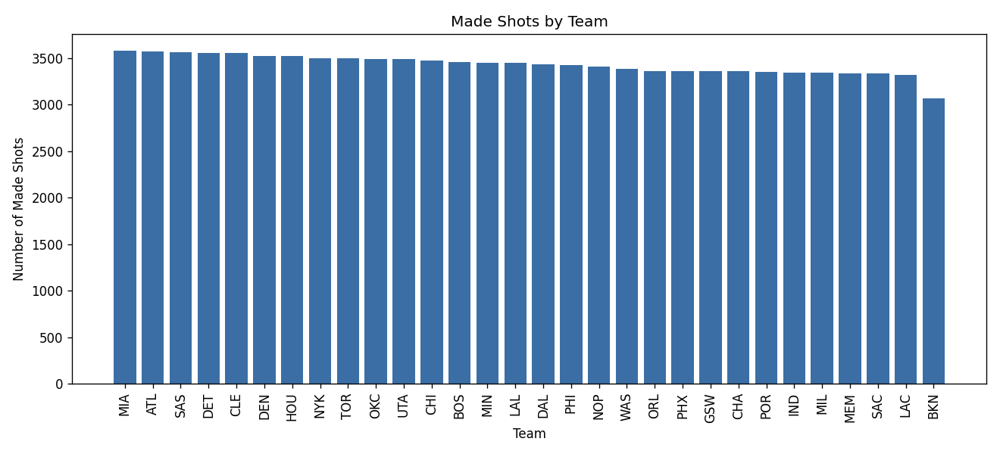 Made Shots by Team
Number of Made Shots
3500
3000
2500
2000
1500
1000
500
0
MIA ATL SAS DET CLE DEN HOU NYK TOR OKC UTA CHI BOS MIN LAL DAL PHI NOP WAS ORL PHX GSW CHA POR IND MIL MEM SAC LAC BKN
Team